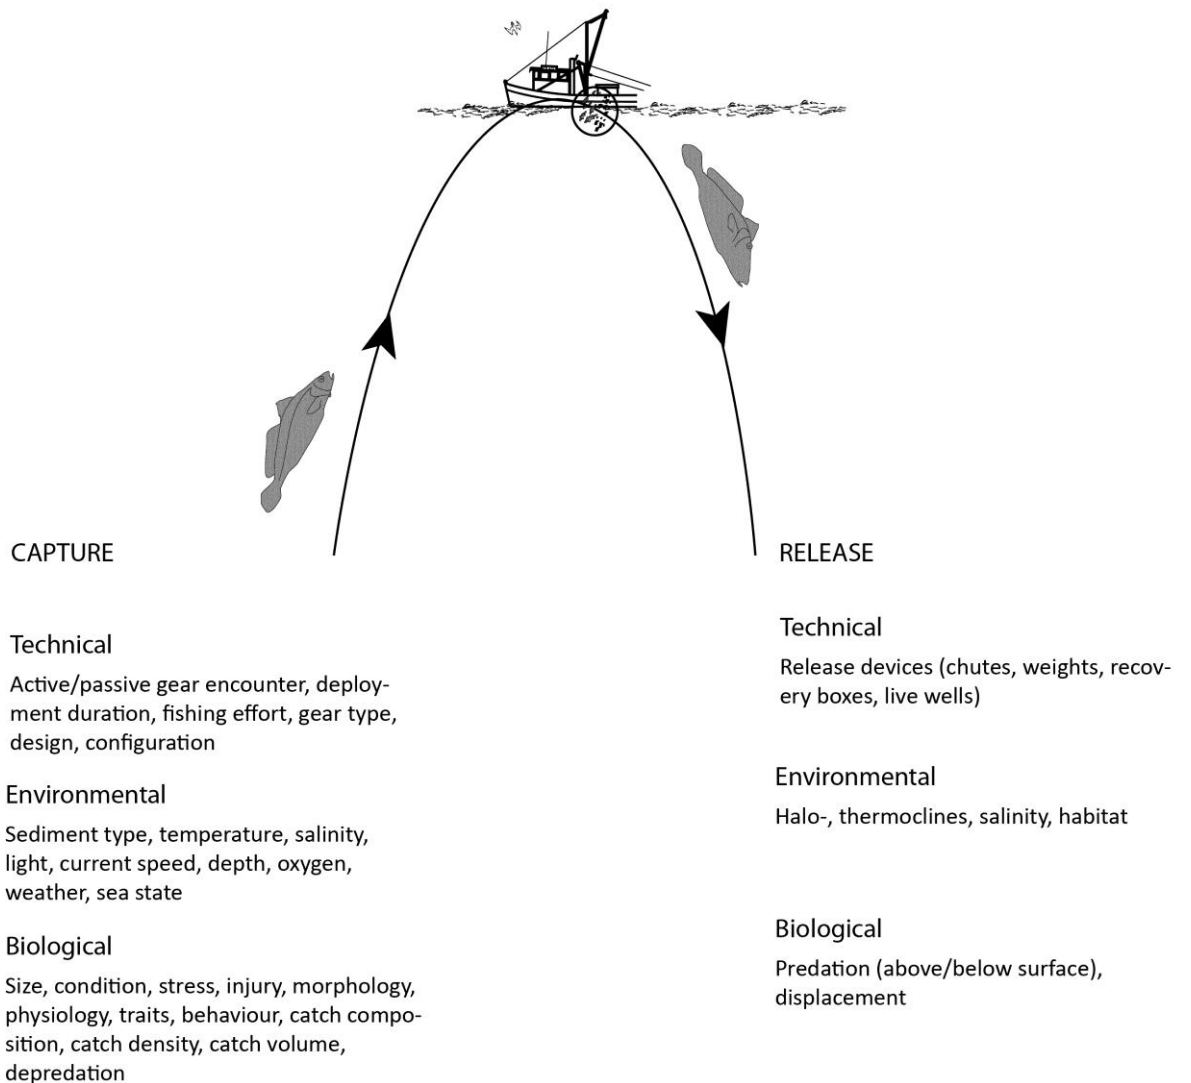 CAPTURE
Technical
Active/passive gear encounter, deploy-
ment duration, fishing effort, gear type,
design, configuration
Environmental
Sediment type, temperature, salinity,
light, current speed, depth, oxygen,
weather, sea state
Biological
Size, condition, stress, injury, morphology,
physiology, traits, behaviour, catch compo-
sition, catch density, catch volume,
depredation
RELEASE
Technical
Release devices (chutes, weights, recov-
ery boxes, live wells)
Environmental
Halo-, thermoclines, salinity, habitat
Biological
Predation (above/below surface),
displacement